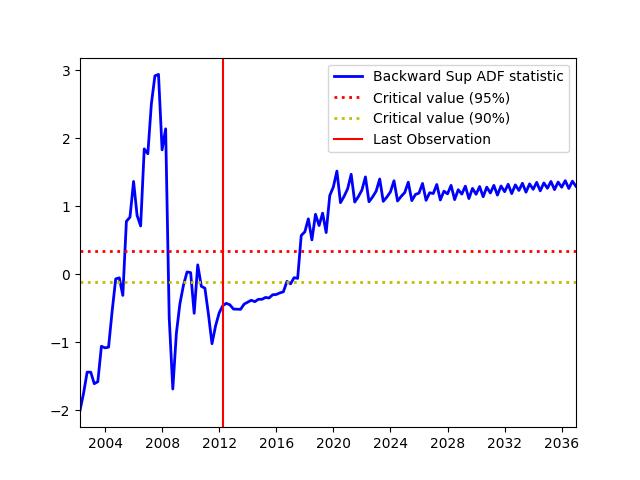 3
2
1
0
−1
−2
2004 2008 2012 2016 2020 2024 2028 2032 2036
Backward Sup ADF statistic
Critical value (95%)
Critical value (90%)
Last Observation